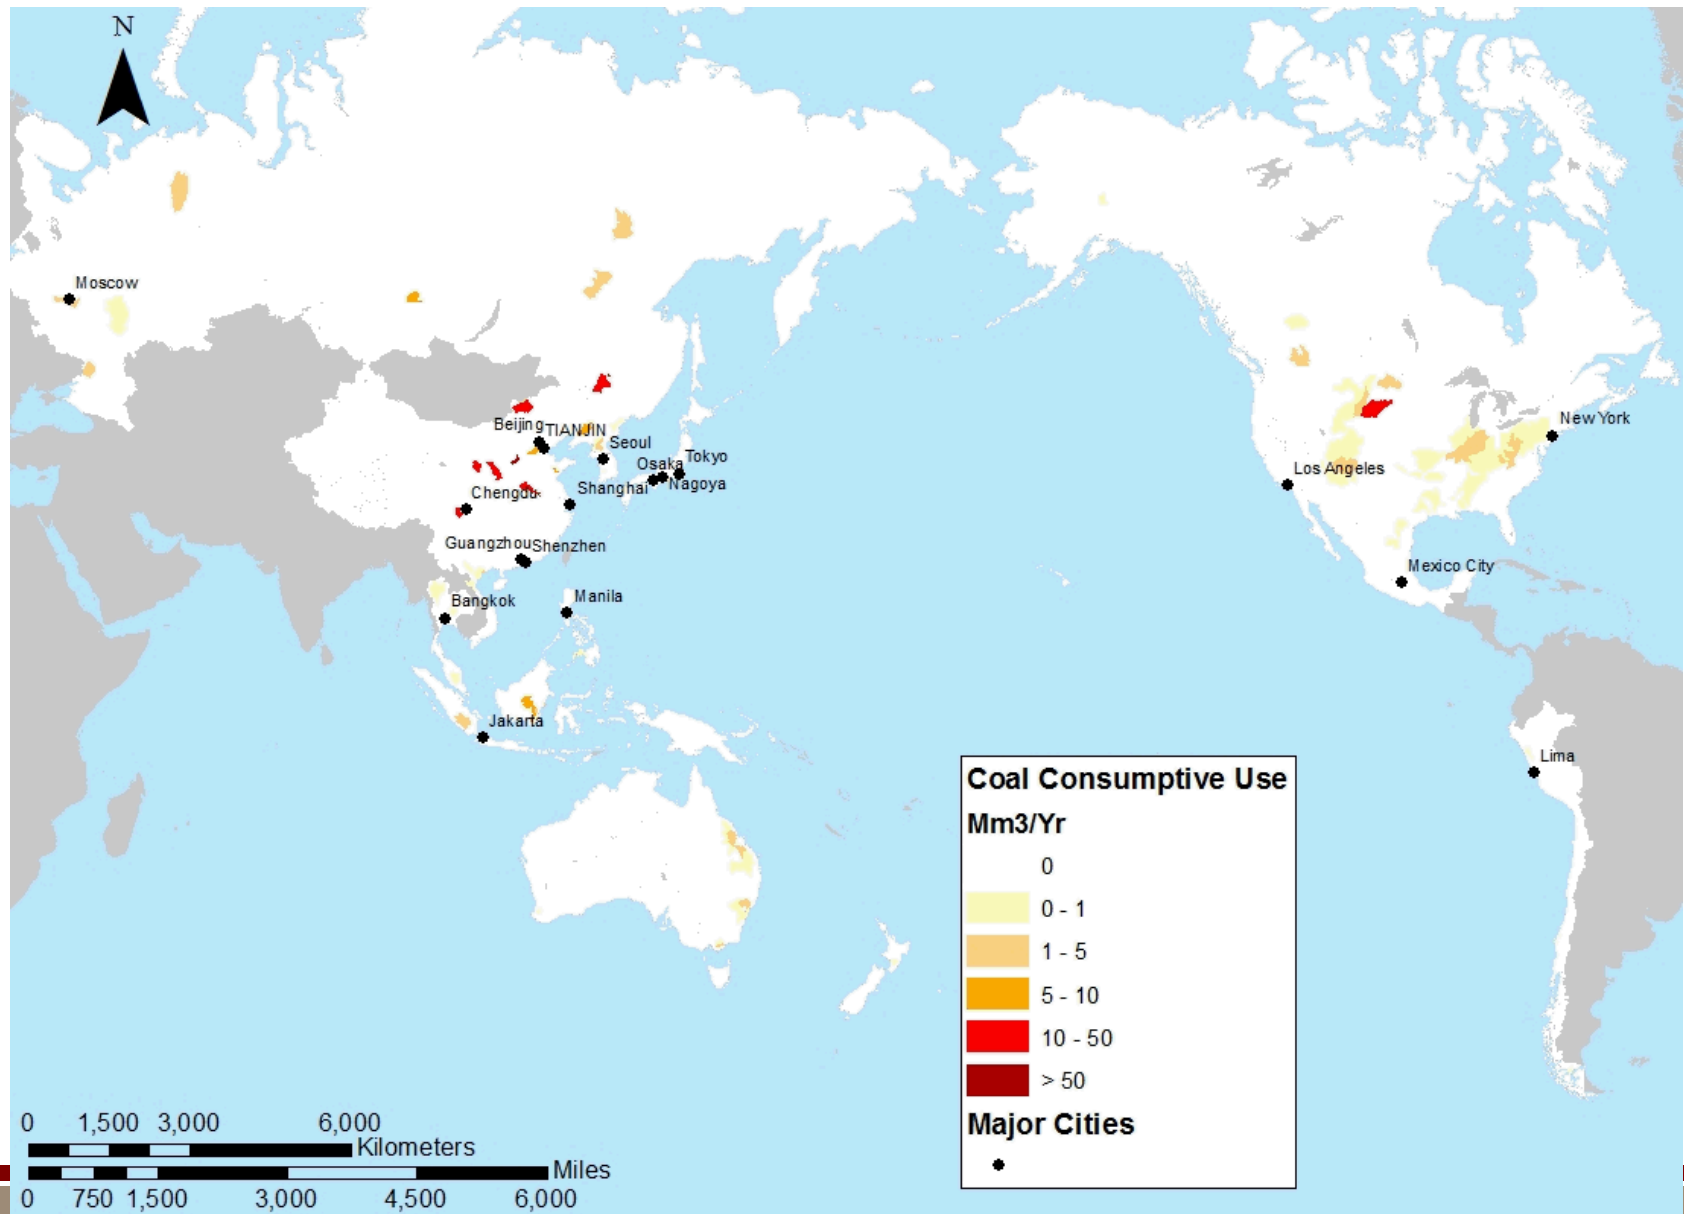 N
Moscow
New York
Beijing
TIANJIN
Seoul
Tokyo
Osaka
Nagoya
Los Angeles
Chengdu
Shanghai
Guangzhou
Shenzhen
Mexico City
Bangkok
Manila
Jakarta
Lima
Coal Consumptive Use
Mm3/Yr
0
0 - 1
1 - 5
5 - 10
10 - 50
> 50
Major Cities
0 1,500 3,000 6,000
Kilometers
Miles
0 750 1,500 3,000 4,500 6,000